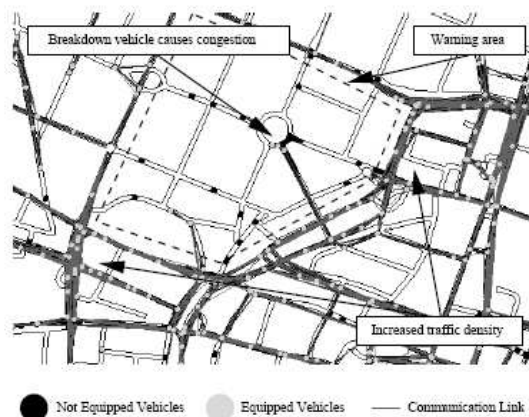 Breakdown vehicle causes congestion
Warning area
Increased traffic density
Not Equipped Vehicles
Equipped Vehicles
Communication Link